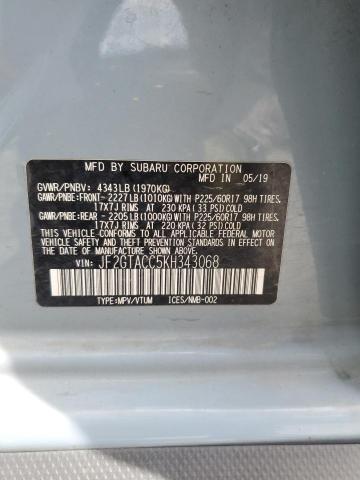 MFD. BY SUBARU CORPORATION
MFD IN 05/19
GVWR/PNBV: 4343LB(1970KG)
GAWR/PNBE:FRONT- 2227LB(1010KG)WITH P225/60R17 98H TIRES,
17X7J RIMS AT 230 KPA( 33 PSI)COLD
GAWR/PNBE:REAR - 2205LB(1000KG)WITH P225/60R17 98H TIRES,
17X7J RIMS AT 220 KPA( 32 PSI)COLD
THIS VEHICLE CONFORMS TO ALL APPLICABLE FEDERAL MOTOR
VEHICLE SAFETY, BUMPER, AND THEFT PREVENTION STANDARDS
IN EFFECT ON THE DATE OF MANUFACTURE SHOWN ABOVE.
VIN: JF2GTACC5KH343068
TYPE:MPV/VTUM ICES/NMB-002